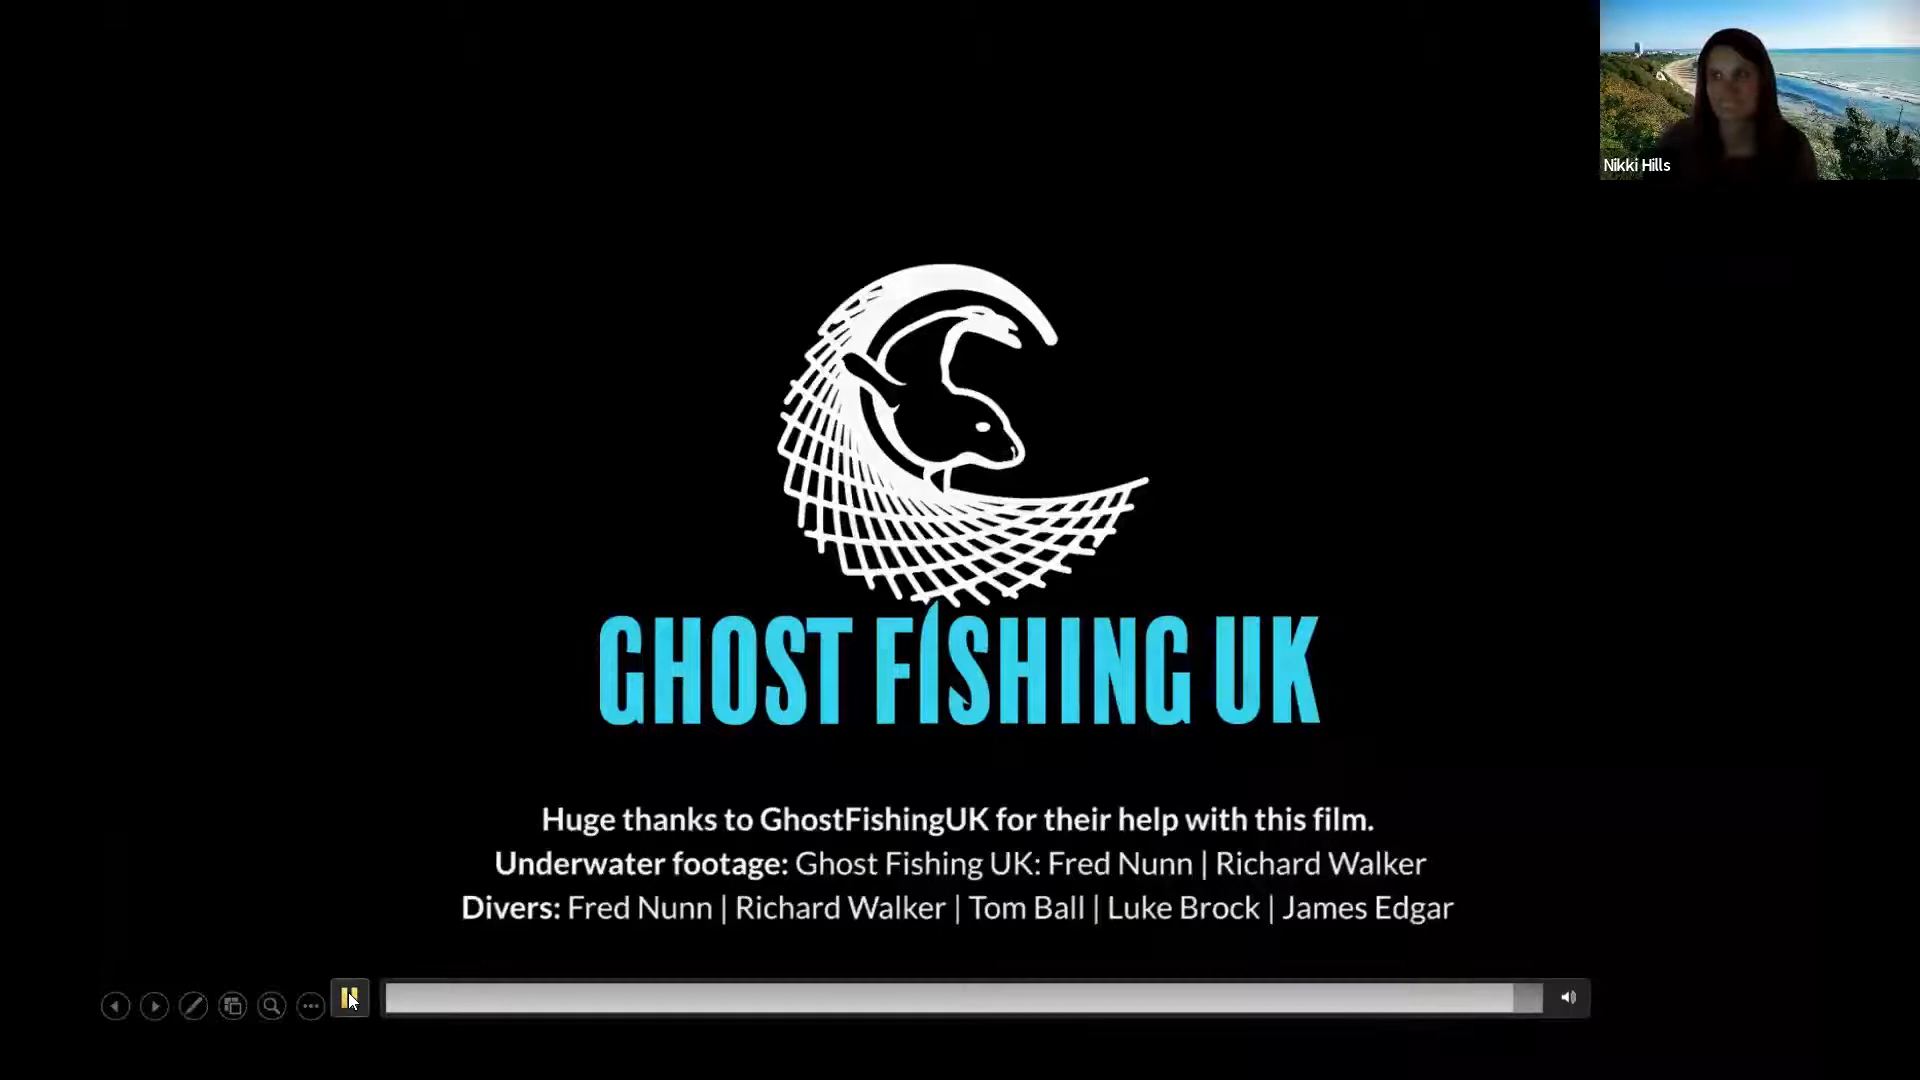 Nikki Hills
GHOST FISHING UK
Huge thanks to GhostFishingUK for their help with this film.
Underwater footage: Ghost Fishing UK: Fred Nunn | Richard Walker
Divers: Fred Nunn | Richard Walker | Tom Ball | Luke Brock | James Edgar